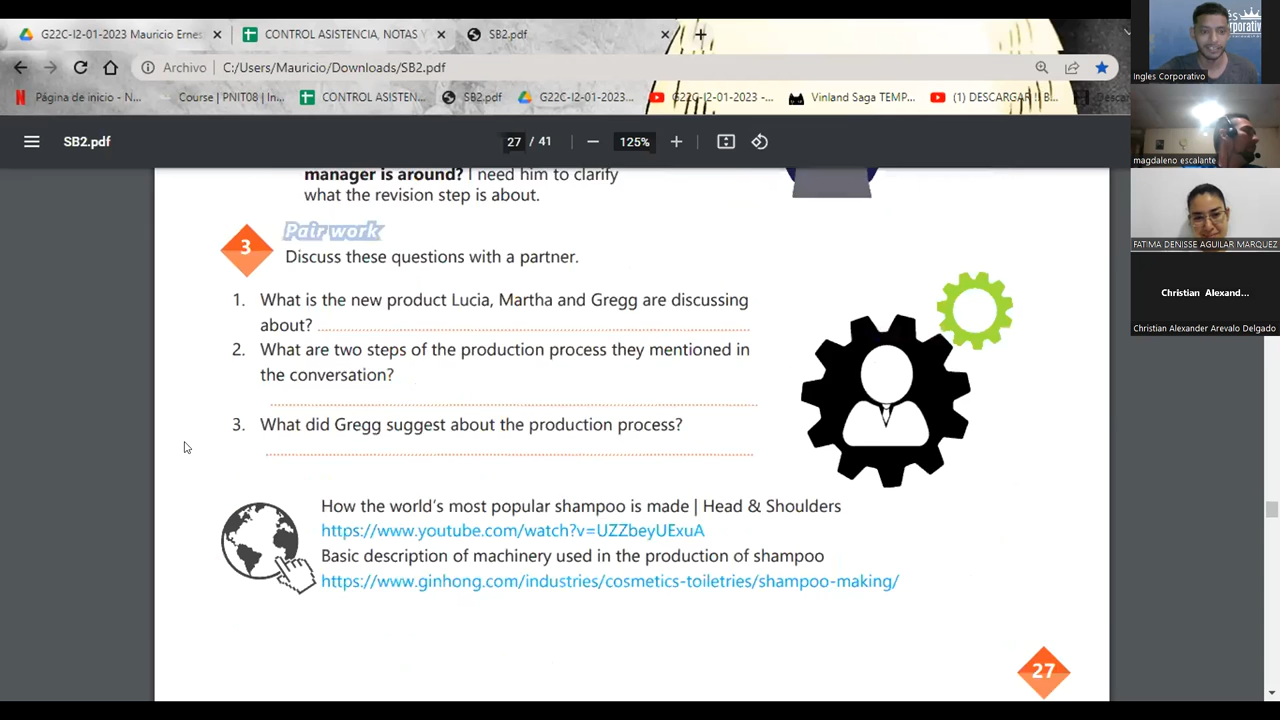 G22C-I2-01-2023 Mauricio Ernes
CONTROL ASISTENCIA, NOTAS Y
SB2.pdf
Archivo
C:/Users/Mauricio/Downloads/SB2.pdf
Página de inicio - N...
Course | PNIT08 | In...
CONTROL ASISTEN...
SB2.pdf
G22C-I2-01-2023...
G22C-I2-01-2023 -...
Vinland Saga TEMP...
(1) DESCARGAR !! B...
SB2.pdf
27 / 41
125%
manager is around? I need him to clarify
what the revision step is about.
3
Pair work
Discuss these questions with a partner.
1. What is the new product Lucia, Martha and Gregg are discussing
about?
2. What are two steps of the production process they mentioned in
the conversation?
3. What did Gregg suggest about the production process?
How the world's most popular shampoo is made | Head & Shoulders
https://www.youtube.com/watch?v=UZZbeyUExuA
Basic description of machinery used in the production of shampoo
https://www.ginhong.com/industries/cosmetics-toiletries/shampoo-making/
27
Ingles Corporativo
magdaleno escalante
FATIMA DENISSE AGUILAR MARQUEZ
Christian Alexand...
Christian Alexander Arevalo Delgado